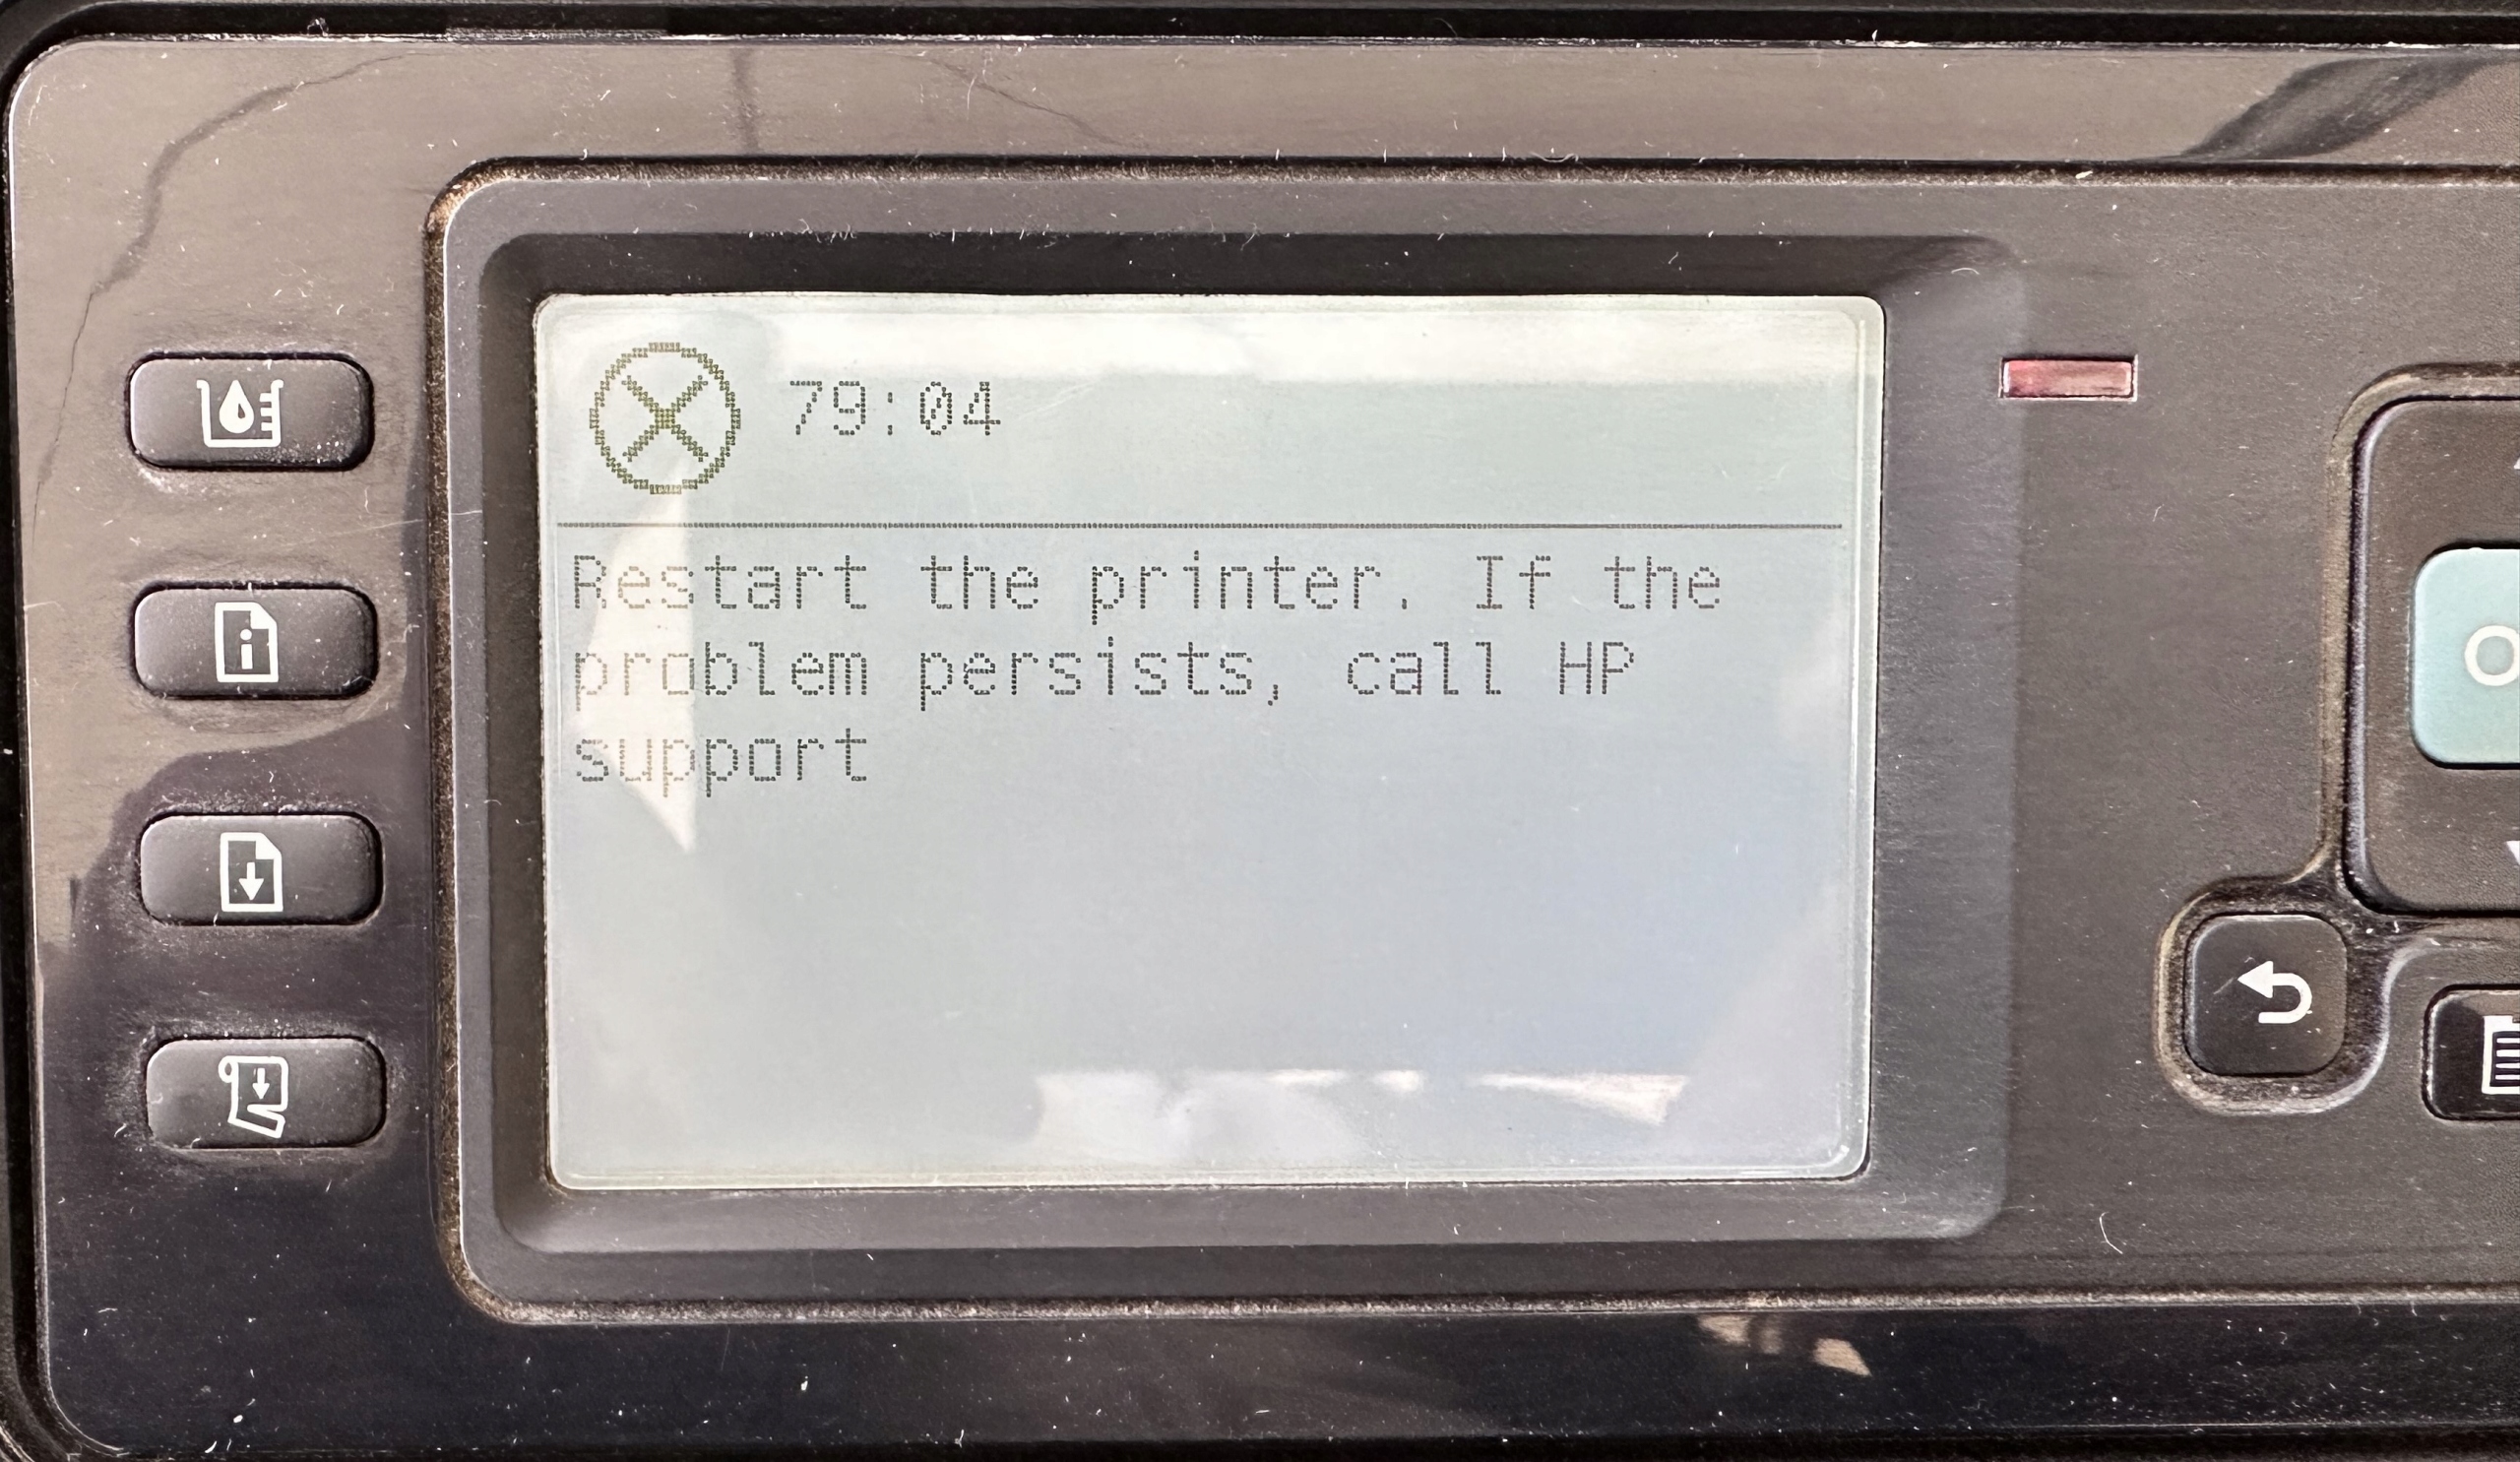 79:04
Restart the printer. If the
problem persists, call HP
support